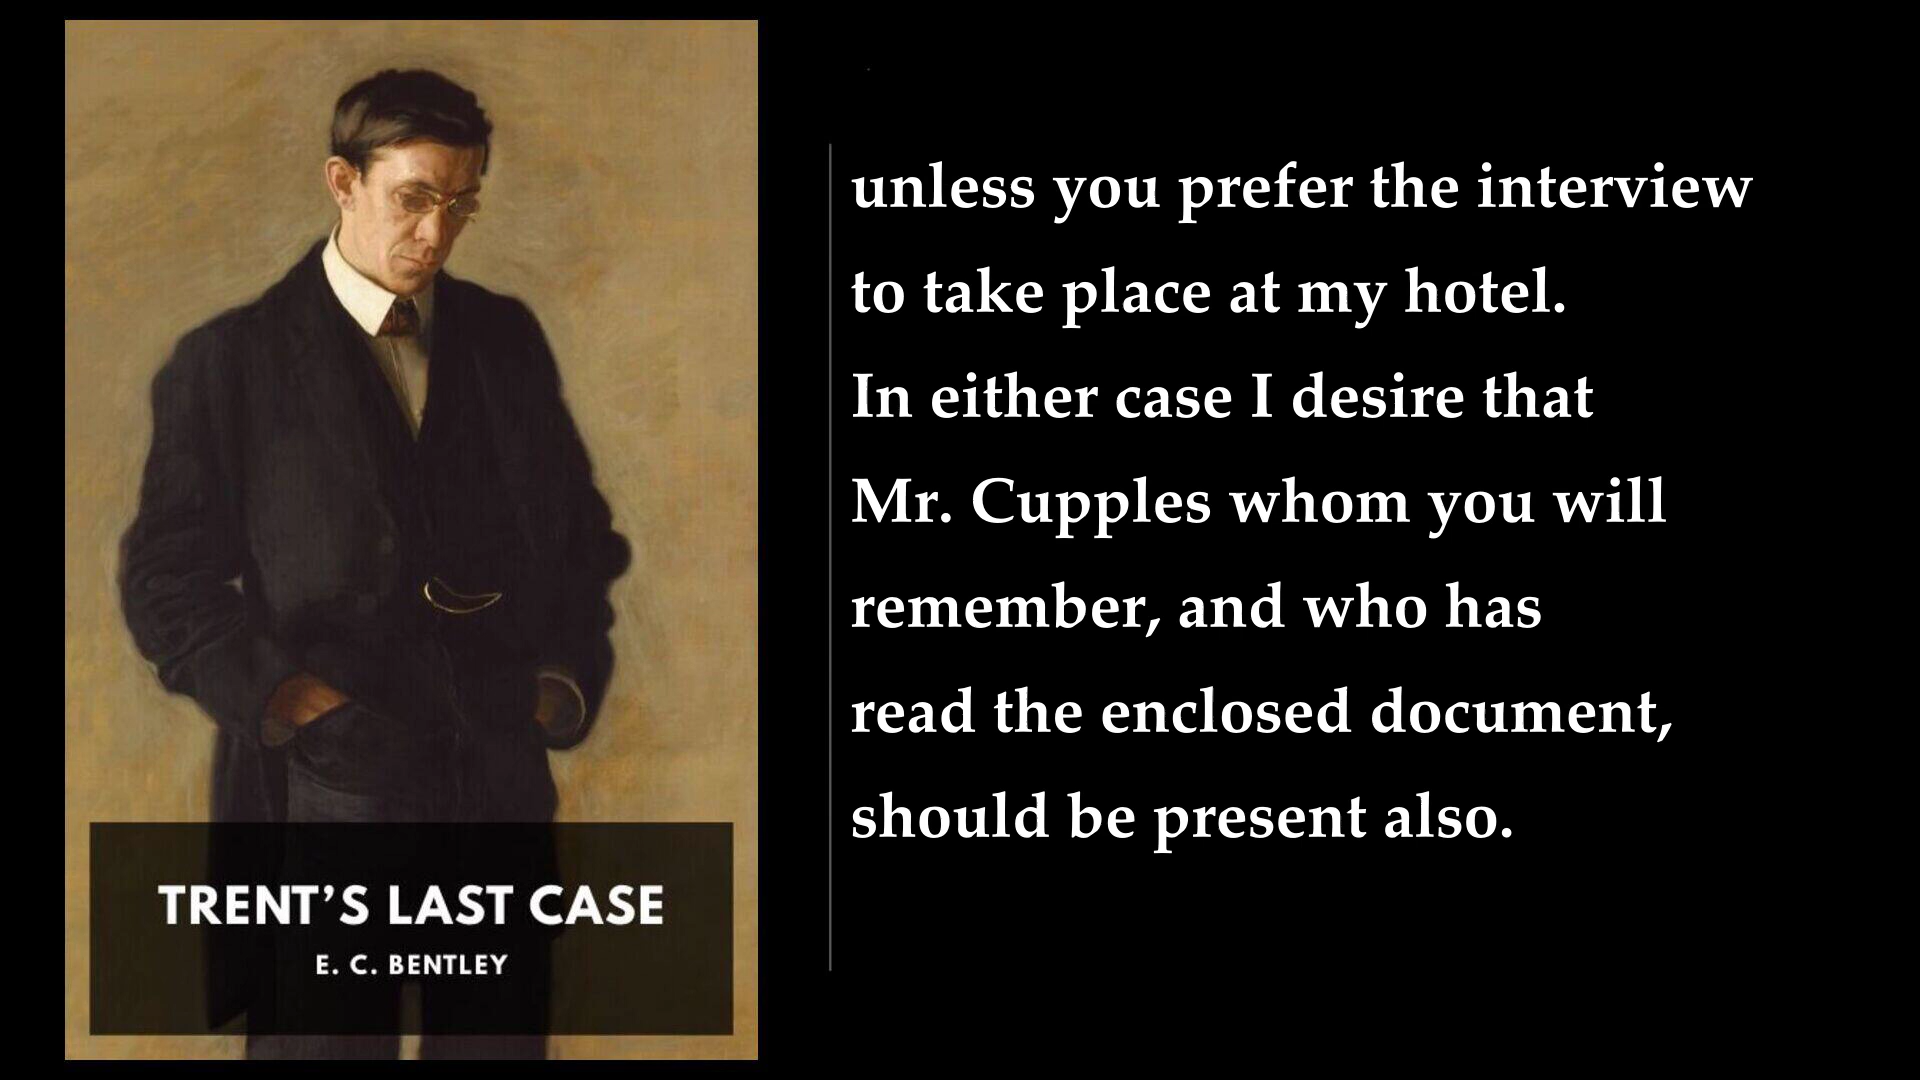 unless you prefer the interview
to take place at my hotel.
In either case I desire that
Mr. Cupples whom you will
remember, and who has
read the enclosed document,
should be present also.
TRENT’S LAST CASE
E. C. BENTLEY